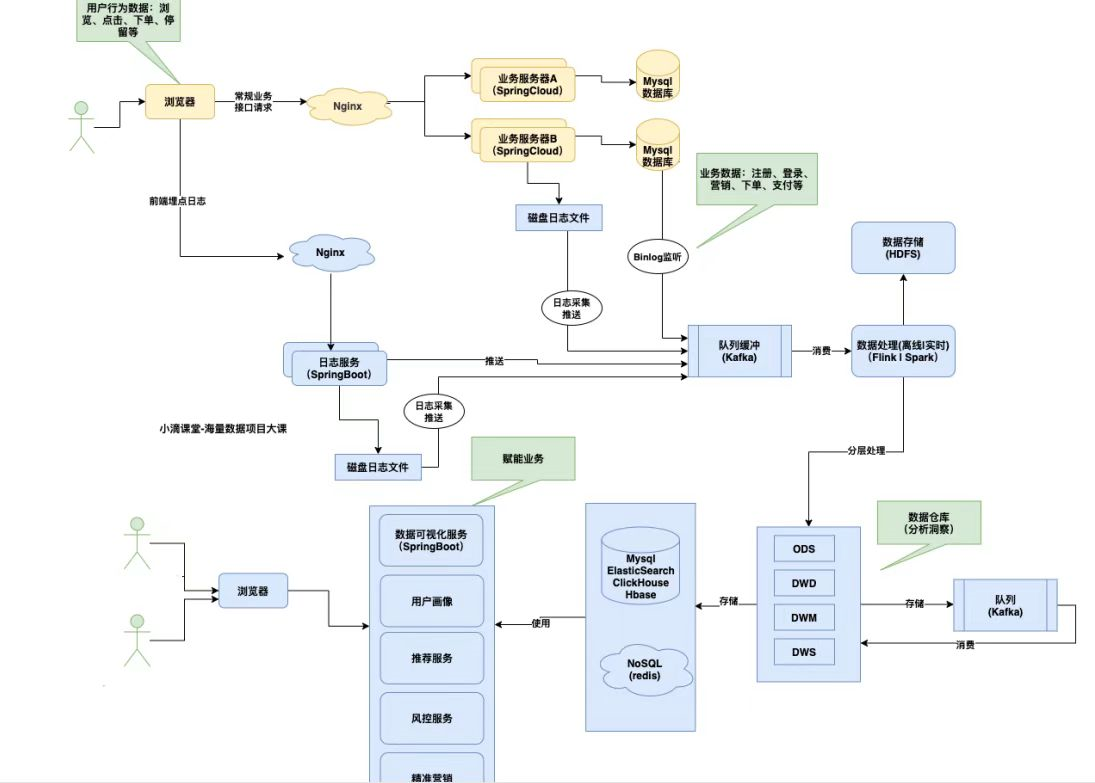 用户行为数据：浏
览、点击、下单、停
留等
浏览器
常规业务
接口请求
Nginx
业务服务器A
（SpringCloud）
Mysql
数据库
业务服务器B
（SpringCloud）
Mysql
数据库
业务数据：注册、登录、
营销、下单、支付等
前端埋点日志
磁盘日志文件
Nginx
Binlog监听
数据存储
(HDFS)
日志采集
推送
队列缓冲
(Kafka)
消费
数据处理(离线|实时)
（Flink | Spark）
日志服务
（SpringBoot）
推送
日志采集
推送
小滴课堂-海量数据项目大课
磁盘日志文件
赋能业务
分层处理
数据仓库
（分析洞察）
数据可视化服务
（SpringBoot）
Mysql
ElasticSearch
ClickHouse
Hbase
ODS
DWD
DWM
DWS
浏览器
用户画像
使用
存储
存储
队列
(Kafka)
消费
推荐服务
NoSQL
(redis)
风控服务
精准营销